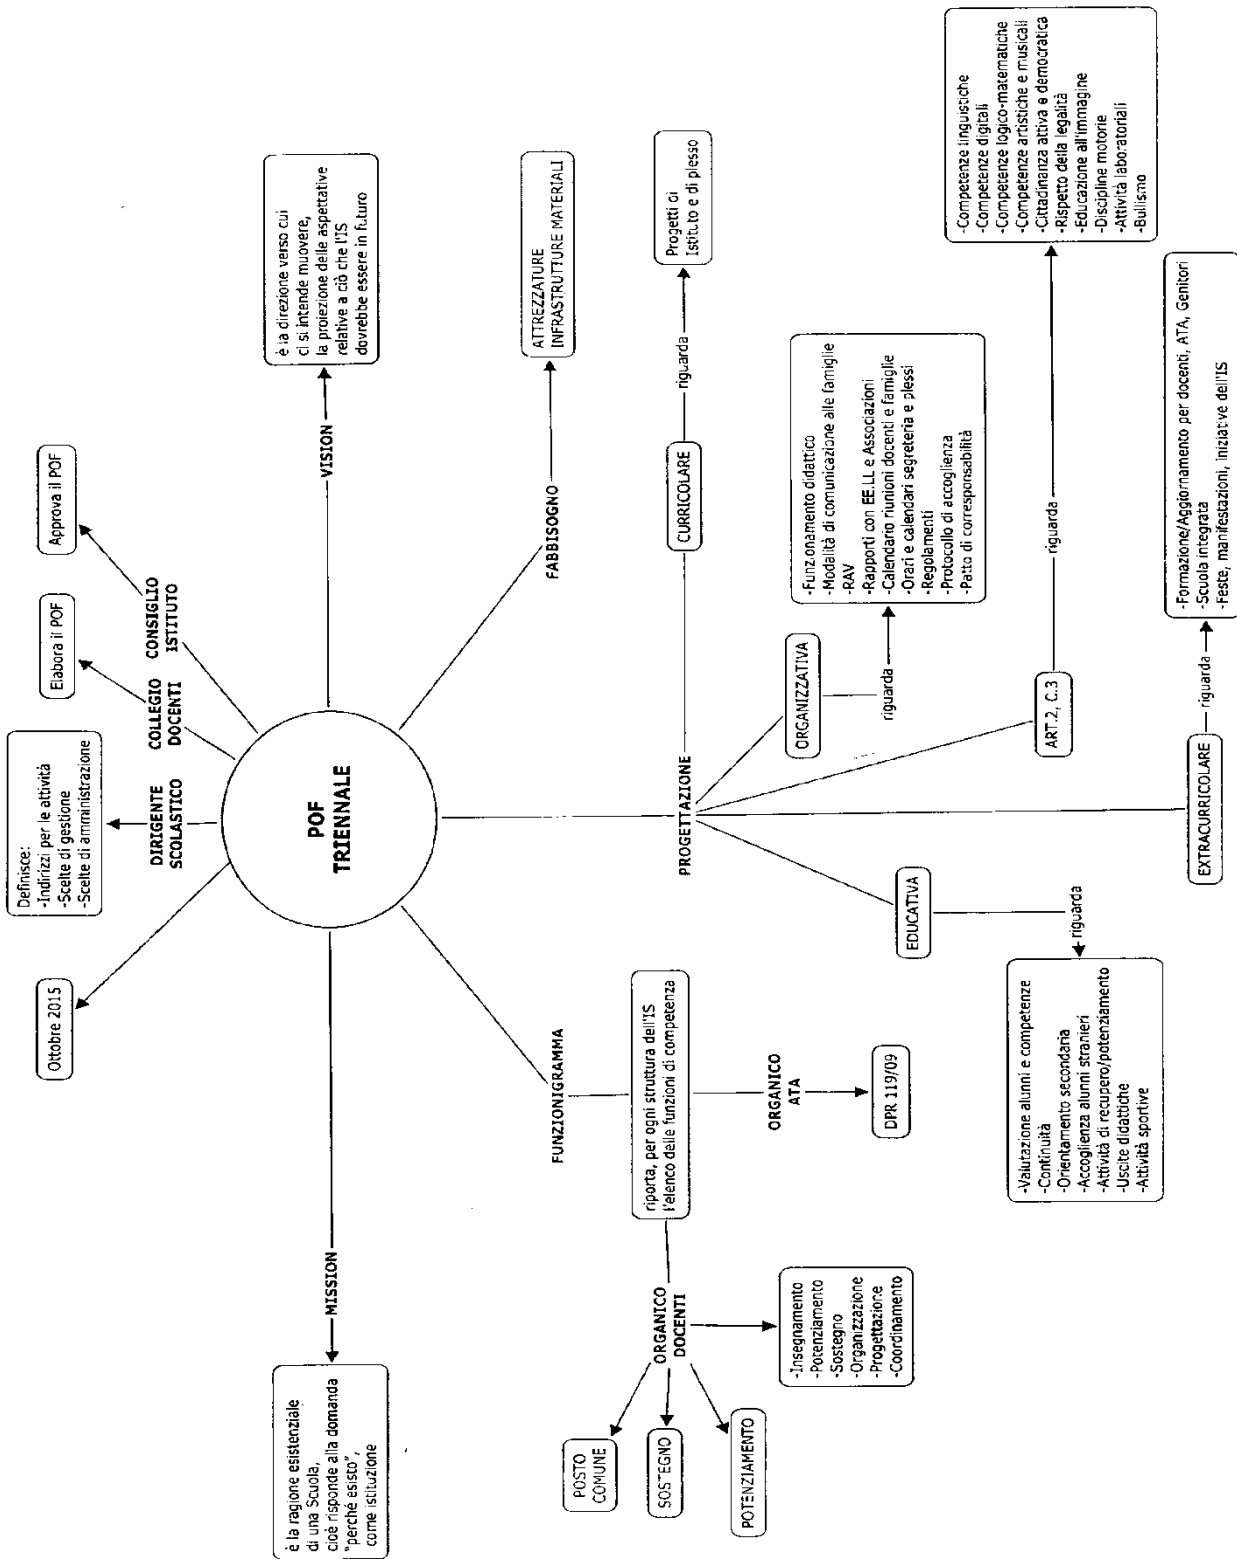 Definisce:
-Indirizzi per le attività
-Scelte di gestione
-Scelte di amministrazione
Ottobre 2015
Elabora il POF
Approva il POF
DIRIGENTE
SCOLASTICO
COLLEGIO
DOCENTI
CONSIGLIO
ISTITUTO
POF
TRIENNALE
MISSION
è la ragione esistenziale
di una Scuola,
cioè risponde alla domanda
"perché esisto",
come istituzione
VISION
è la direzione verso cui
ci si intende muovere,
la proiezione delle aspettative
relative a ciò che l'IS
dovrebbe essere in futuro
FUNZIONIGRAMMA
FABBISOGNO
ATTREZZATURE
INFRASTRUTTURE MATERIALI
riporta, per ogni struttura dell'IS
l'elenco delle funzioni di competenza
ORGANICO
DOCENTI
POSTO
COMUNE
SOSTEGNO
POTENZIAMENTO
-Insegnamento
-Potenziamento
-Sostegno
-Organizzazione
-Progettazione
-Coordinamento
ORGANICO
ATA
DPR 119/09
PROGETTAZIONE
CURRICOLARE
riguarda
Progetti di
Istituto e di plesso
ORGANIZZATIVA
riguarda
-Funzionamento didattico
-Modalità di comunicazione alle famiglie
-RAV
-Rapporti con EE.LL e Associazioni
-Calendario riunioni docenti e famiglie
-Orari e calendari segreteria e plessi
-Regolamenti
-Protocollo di accoglienza
-Patto di corresponsabilità
EDUCATIVA
riguarda
-Valutazione alunni e competenze
-Continuità
-Orientamento secondaria
-Accoglienza alunni stranieri
-Attività di recupero/potenziamento
-Uscite didattiche
-Attività sportive
ART.2, C.3
riguarda
-Competenze linguistiche
-Competenze digitali
-Competenze logico-matematiche
-Competenze artistiche e musicali
-Cittadinanza attiva e democratica
-Rispetto della legalità
-Educazione all'immagine
-Discipline motorie
-Attività laboratoriali
-Bullismo
EXTRACURRICOLARE
riguarda
-Formazione/Aggiornamento per docenti, ATA, Genitori
-Scuola integrata
-Feste, manifestazioni, iniziative dell'IS